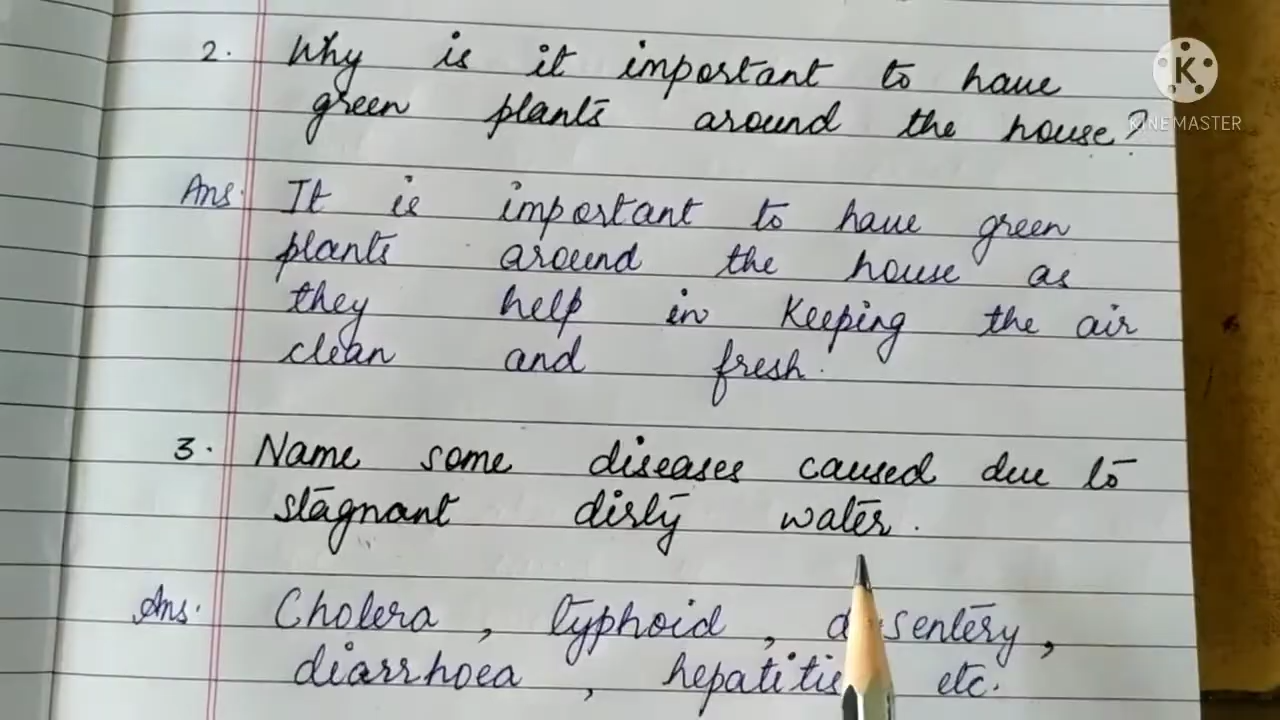 2. Why is it important to have
green plants around the house?
Ans. It is important to have green
plants around the house as
they help in keeping the air
clean and fresh.
3. Name some diseases caused due to
stagnant dirty water.
Ans. Cholera, typhoid, dysentery,
diarrhoea, hepatitis etc.
K
KINEMASTER